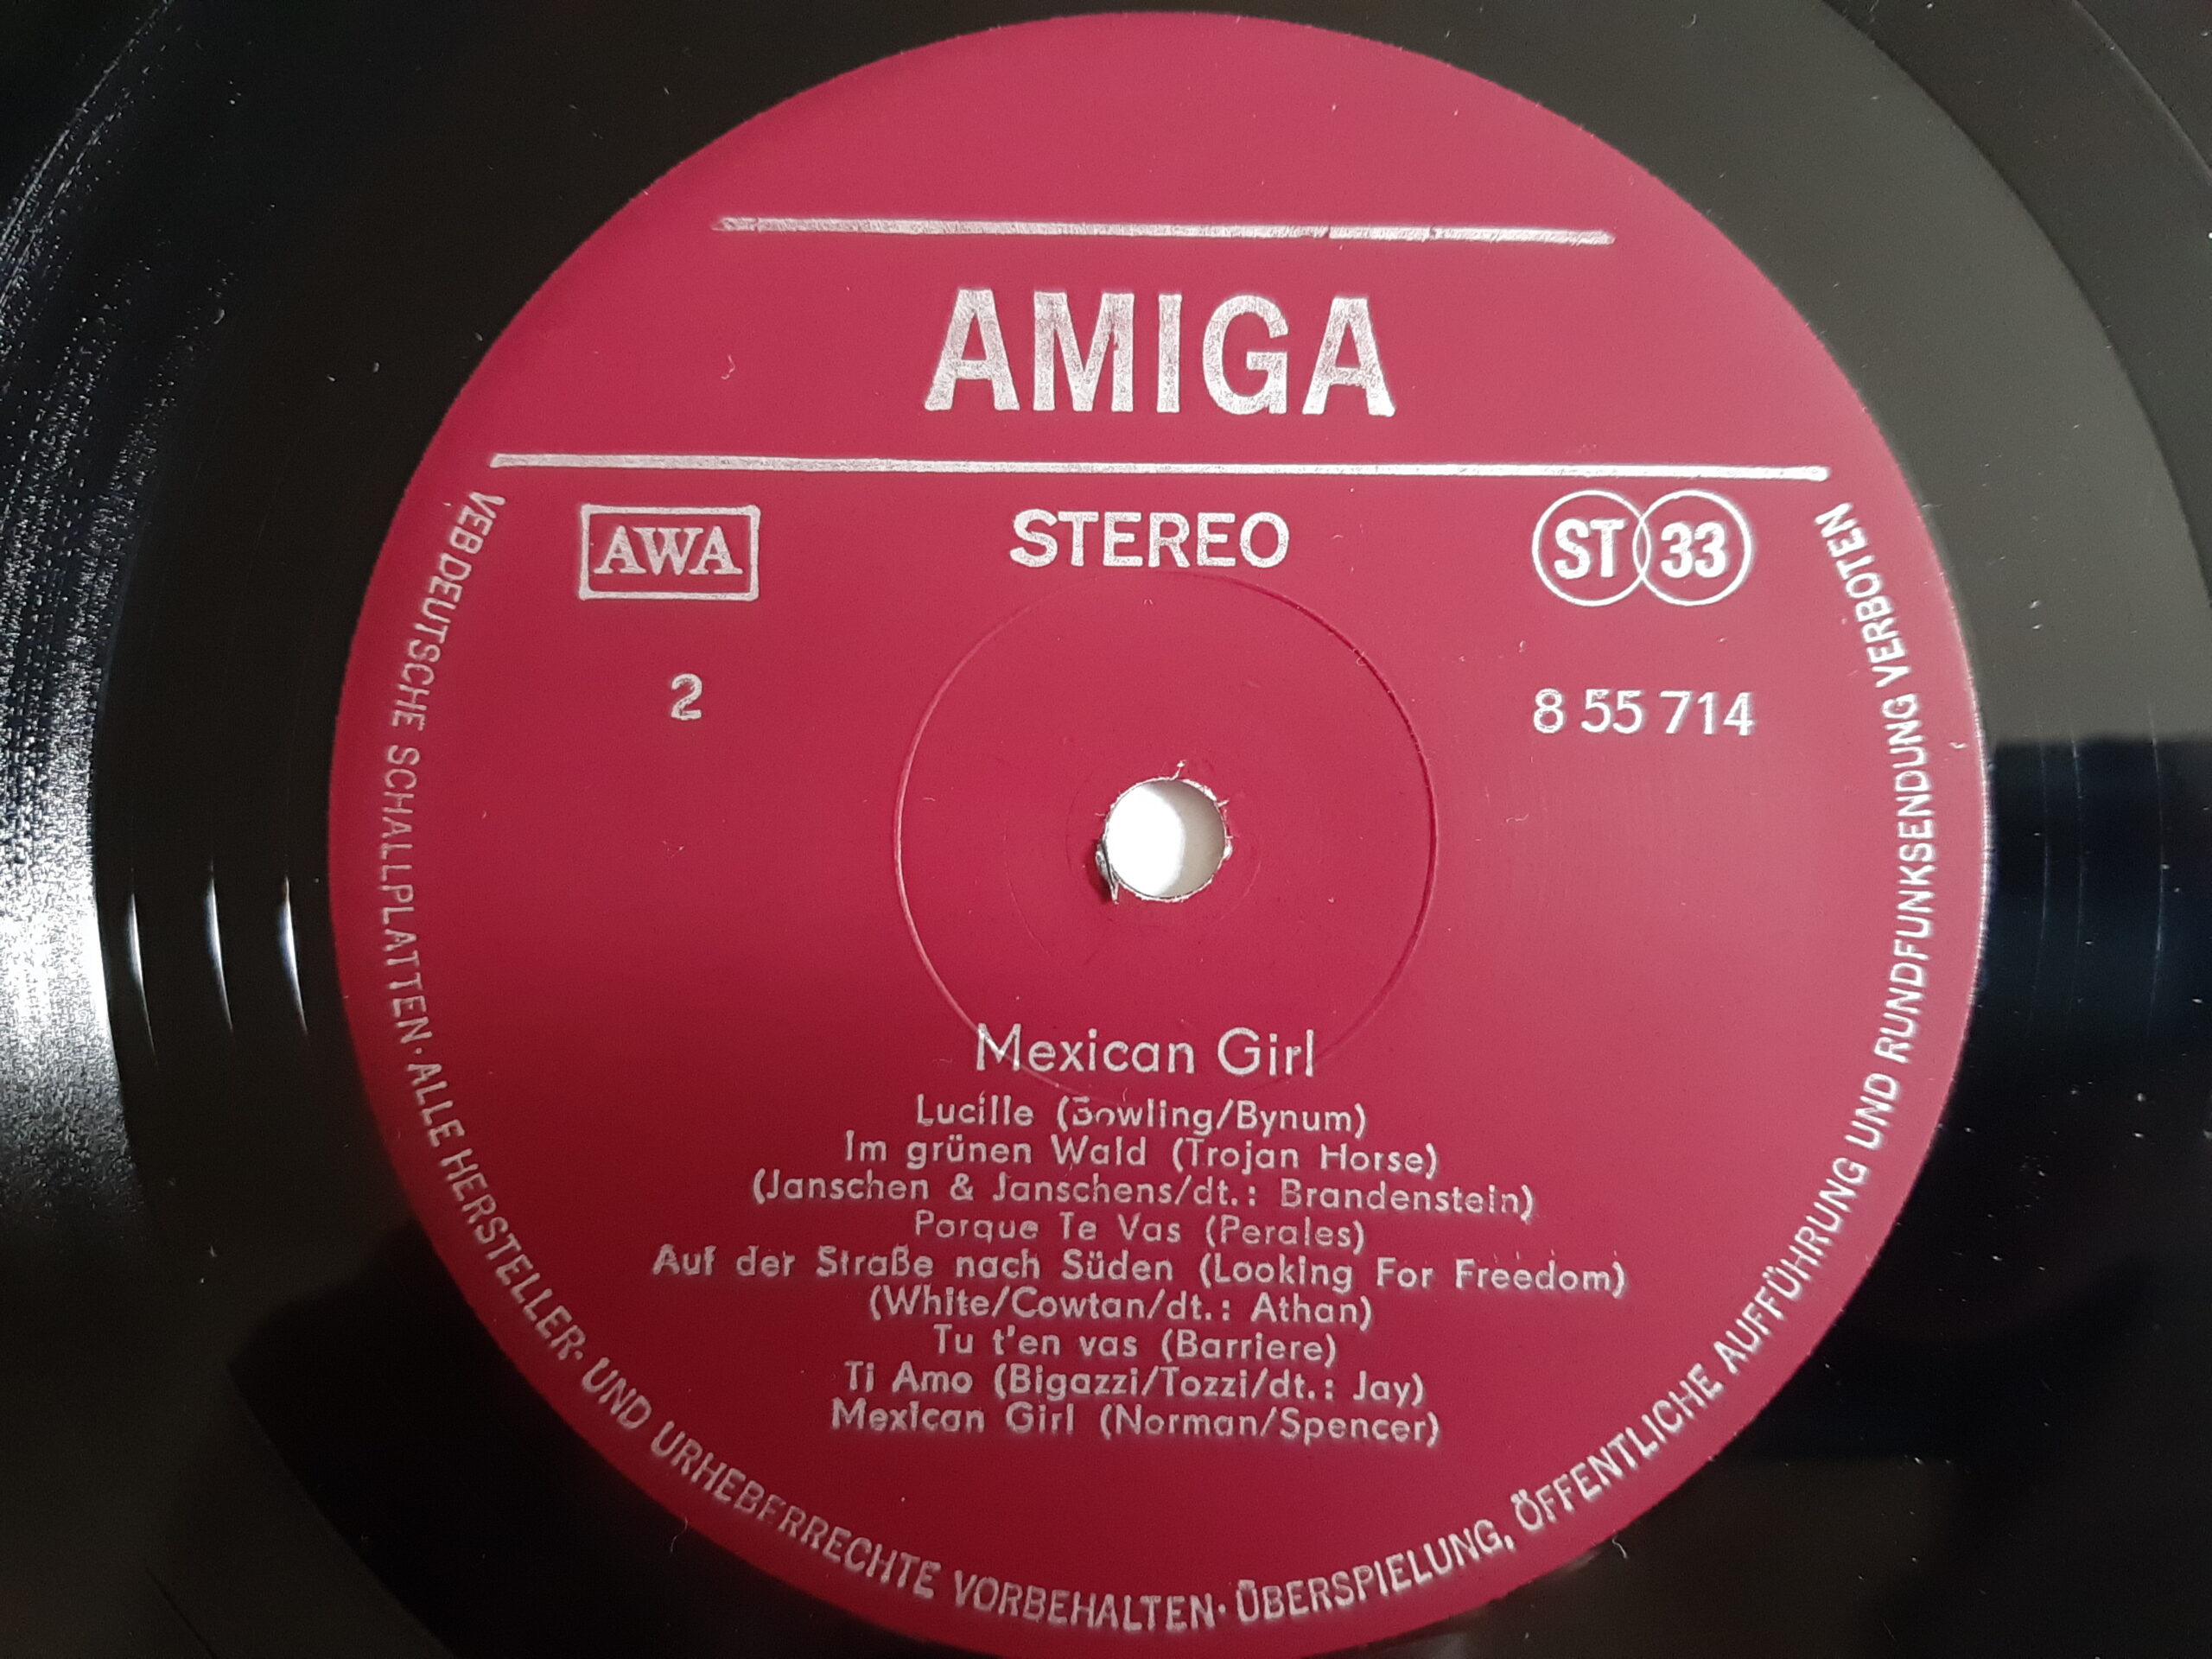 AMIGA
AWA
STEREO
ST 33
2
8 55 714
Mexican Girl
Lucille (Bowling/Bynum)
Im grünen Wald (Trojan Horse)
(Janschen & Janschens/dt.: Brandenstein)
Porque Te Vas (Perales)
Auf der Straße nach Süden (Looking For Freedom)
(White/Cowtan/dt.: Athan)
Tu t'en vas (Barriere)
Ti Amo (Bigazzi/Tozzi/dt.: Jay)
Mexican Girl (Norman/Spencer)
VEB DEUTSCHE SCHALLPLATTEN · ALLE HERSTELLER- UND URHEBERRECHTE VORBEHALTEN · ÜBERSPIELUNG, ÖFFENTLICHE AUFFÜHRUNG UND RUNDFUNKSENDUNG VERBOTEN